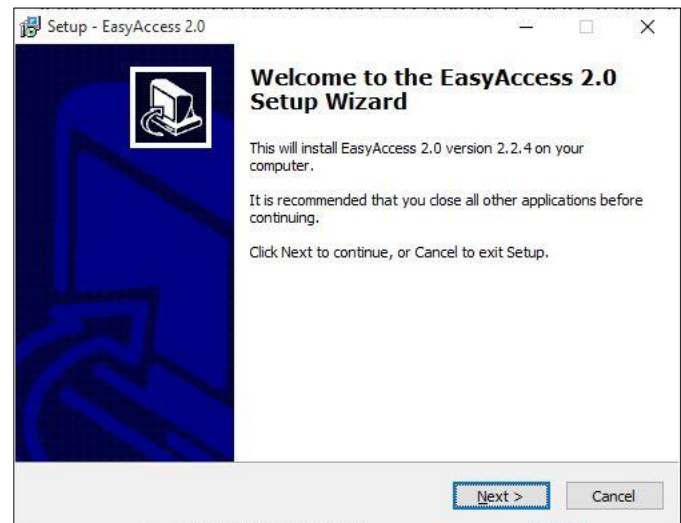 Setup - EasyAccess 2.0
Welcome to the EasyAccess 2.0
Setup Wizard
This will install EasyAccess 2.0 version 2.2.4 on your
computer.
It is recommended that you close all other applications before
continuing.
Click Next to continue, or Cancel to exit Setup.
Next >
Cancel